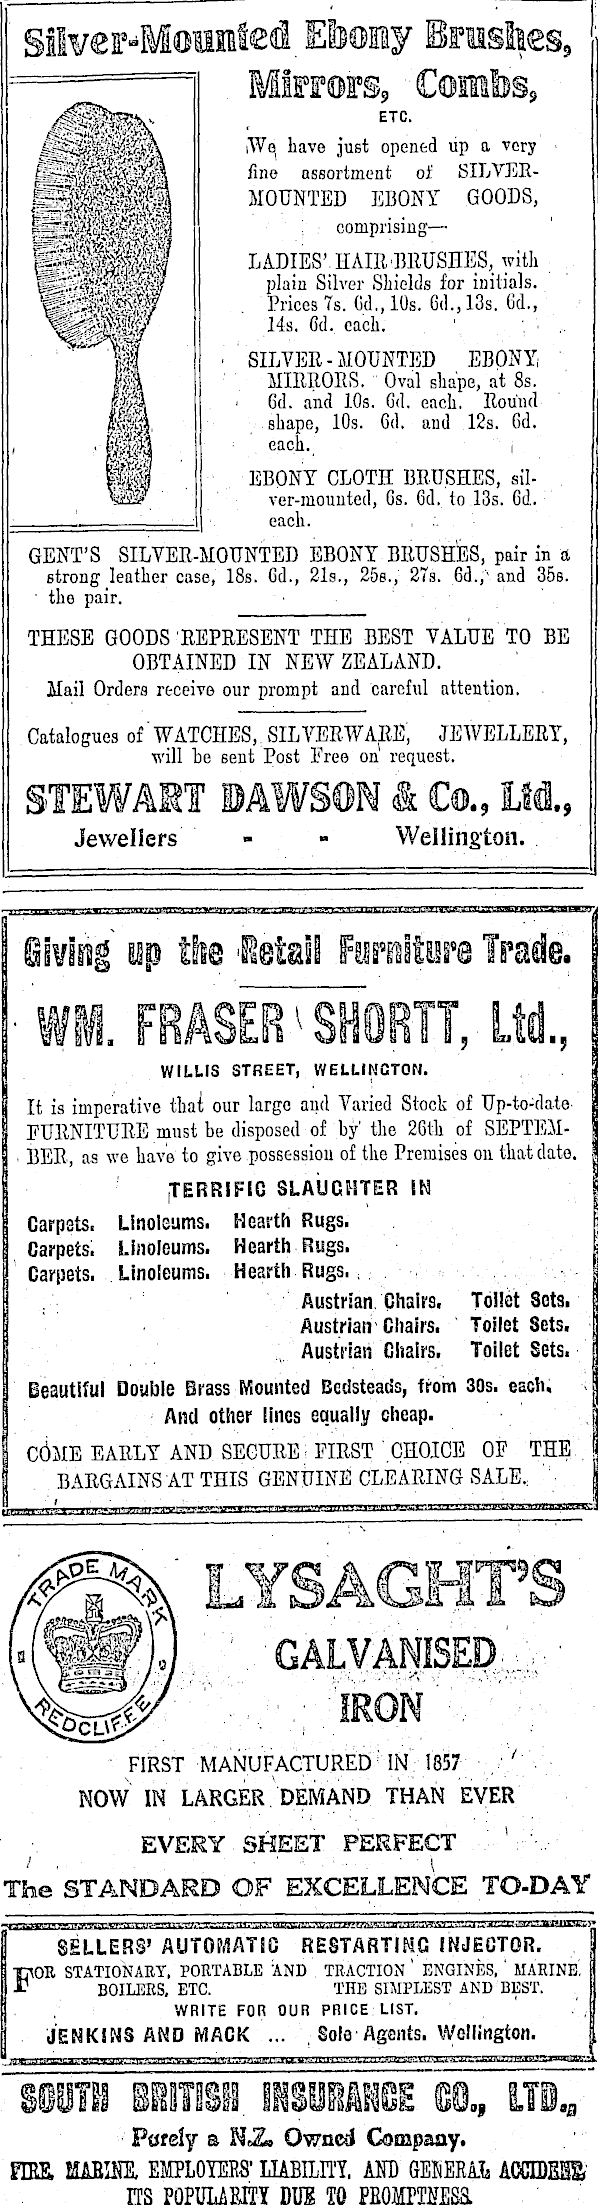 Silver-Mounted Ebony Brushes,
Mirrors, Combs,
ETC.
We have just opened up a very
fine assortment of SILVER-
MOUNTED EBONY GOODS,
comprising—
LADIES' HAIR BRUSHES, with
plain Silver Shields for initials.
Prices 7s. 6d., 10s. 6d., 13s. 6d.,
14s. 6d. each.
SILVER-MOUNTED EBONY
MIRRORS. Oval shape, at 8s.
6d. and 10s. 6d. each. Round
shape, 10s. 6d. and 12s. 6d.
each.
EBONY CLOTH BRUSHES, sil-
ver-mounted, 6s. 6d. to 13s. 6d.
each.
GENT'S SILVER-MOUNTED EBONY BRUSHES, pair in a
strong leather case, 18s. 6d., 21s., 25s., 27s. 6d., and 35s.
the pair.
THESE GOODS REPRESENT THE BEST VALUE TO BE
OBTAINED IN NEW ZEALAND.
Mail Orders receive our prompt and careful attention.
Catalogues of WATCHES, SILVERWARE, JEWELLERY,
will be sent Post Free on request.
STEWART DAWSON & Co., Ltd.,
Jewellers - - Wellington.
Giving up the Retail Furniture Trade.
WM. FRASER SHORTT, Ltd.,
WILLIS STREET, WELLINGTON.
It is imperative that our large and Varied Stock of Up-to-date
FURNITURE must be disposed of by the 26th of SEPTEM-
BER, as we have to give possession of the Premises on that date.
TERRIFIC SLAUGHTER IN
Carpets. Linoleums. Hearth Rugs.
Carpets. Linoleums. Hearth Rugs.
Carpets. Linoleums. Hearth Rugs.
Austrian Chairs. Toilet Sets.
Austrian Chairs. Toilet Sets.
Austrian Chairs. Toilet Sets.
Beautiful Double Brass Mounted Bedsteads, from 30s. each.
And other lines equally cheap.
COME EARLY AND SECURE FIRST CHOICE OF THE
BARGAINS AT THIS GENUINE CLEARING SALE.
TRADE MARK
REDCLIFFE
LYSAGHT'S
GALVANISED
IRON
FIRST MANUFACTURED IN 1857
NOW IN LARGER DEMAND THAN EVER
EVERY SHEET PERFECT
The STANDARD OF EXCELLENCE TO-DAY
SELLERS' AUTOMATIC RESTARTING INJECTOR.
FOR STATIONARY, PORTABLE AND TRACTION ENGINES, MARINE
BOILERS, ETC. THE SIMPLEST AND BEST.
WRITE FOR OUR PRICE LIST.
JENKINS AND MACK ... Sole Agents. Wellington.
SOUTH BRITISH INSURANCE CO., LTD.,
Purely a N.Z. Owned Company.
FIRE, MARINE, EMPLOYERS' LIABILITY, AND GENERAL ACCIDENT.
ITS POPULARITY DUE TO PROMPTNESS.